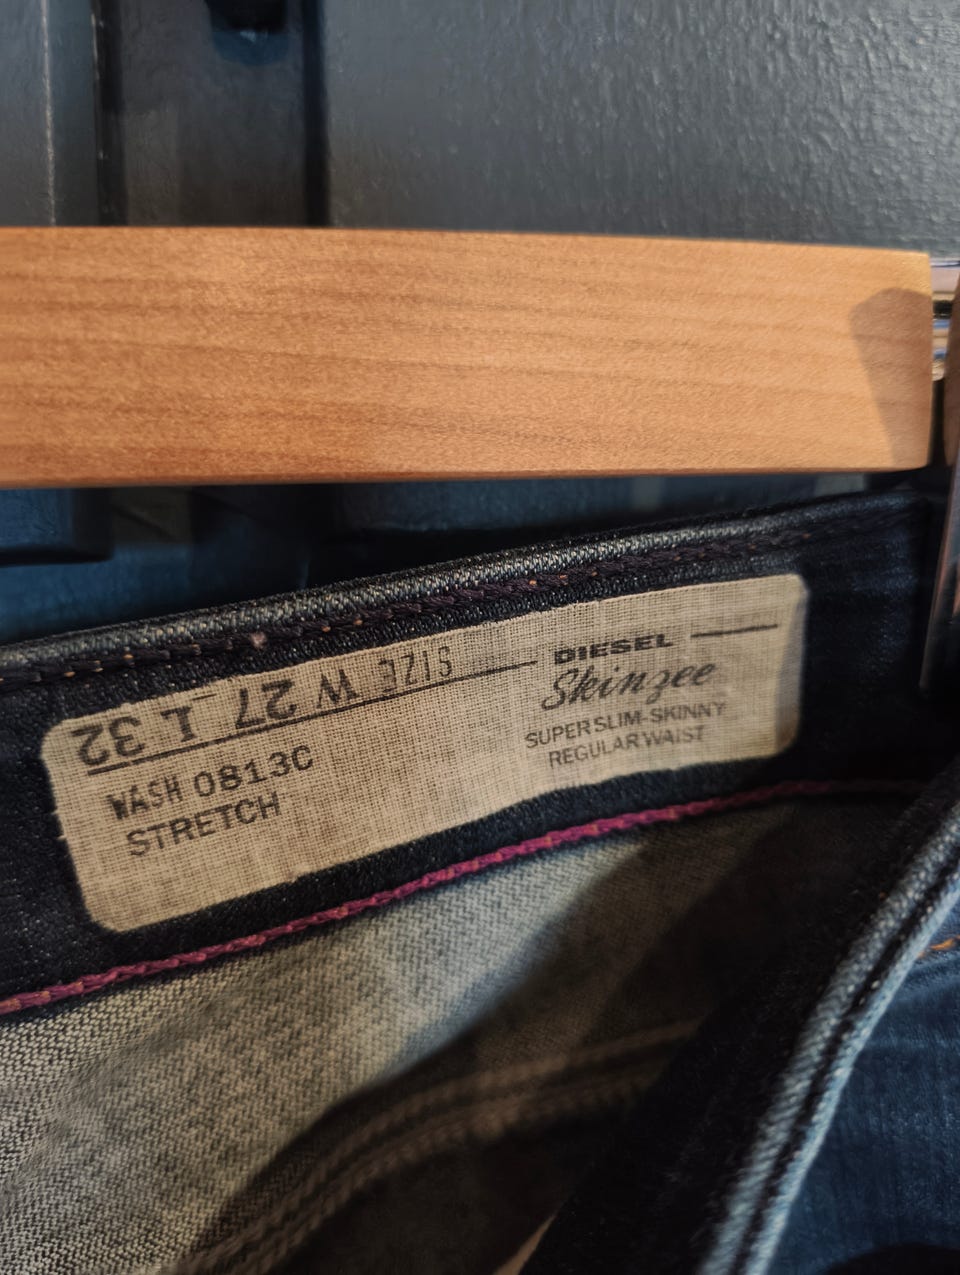 DIESEL
Skinzee
SUPER SLIM-SKINNY
REGULAR WAIST
SIZE W 27 L 32
WASH 0813C
STRETCH